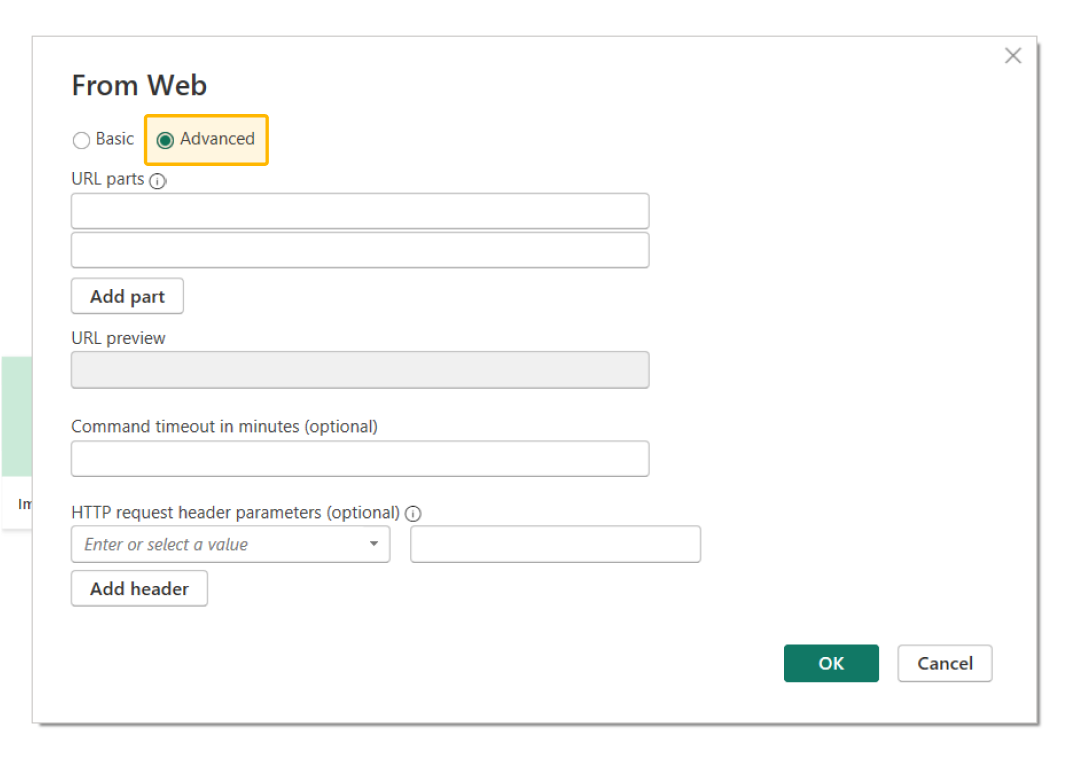 From Web
Basic Advanced
URL parts
Add part
URL preview
Command timeout in minutes (optional)
HTTP request header parameters (optional)
Enter or select a value
Add header
OK Cancel